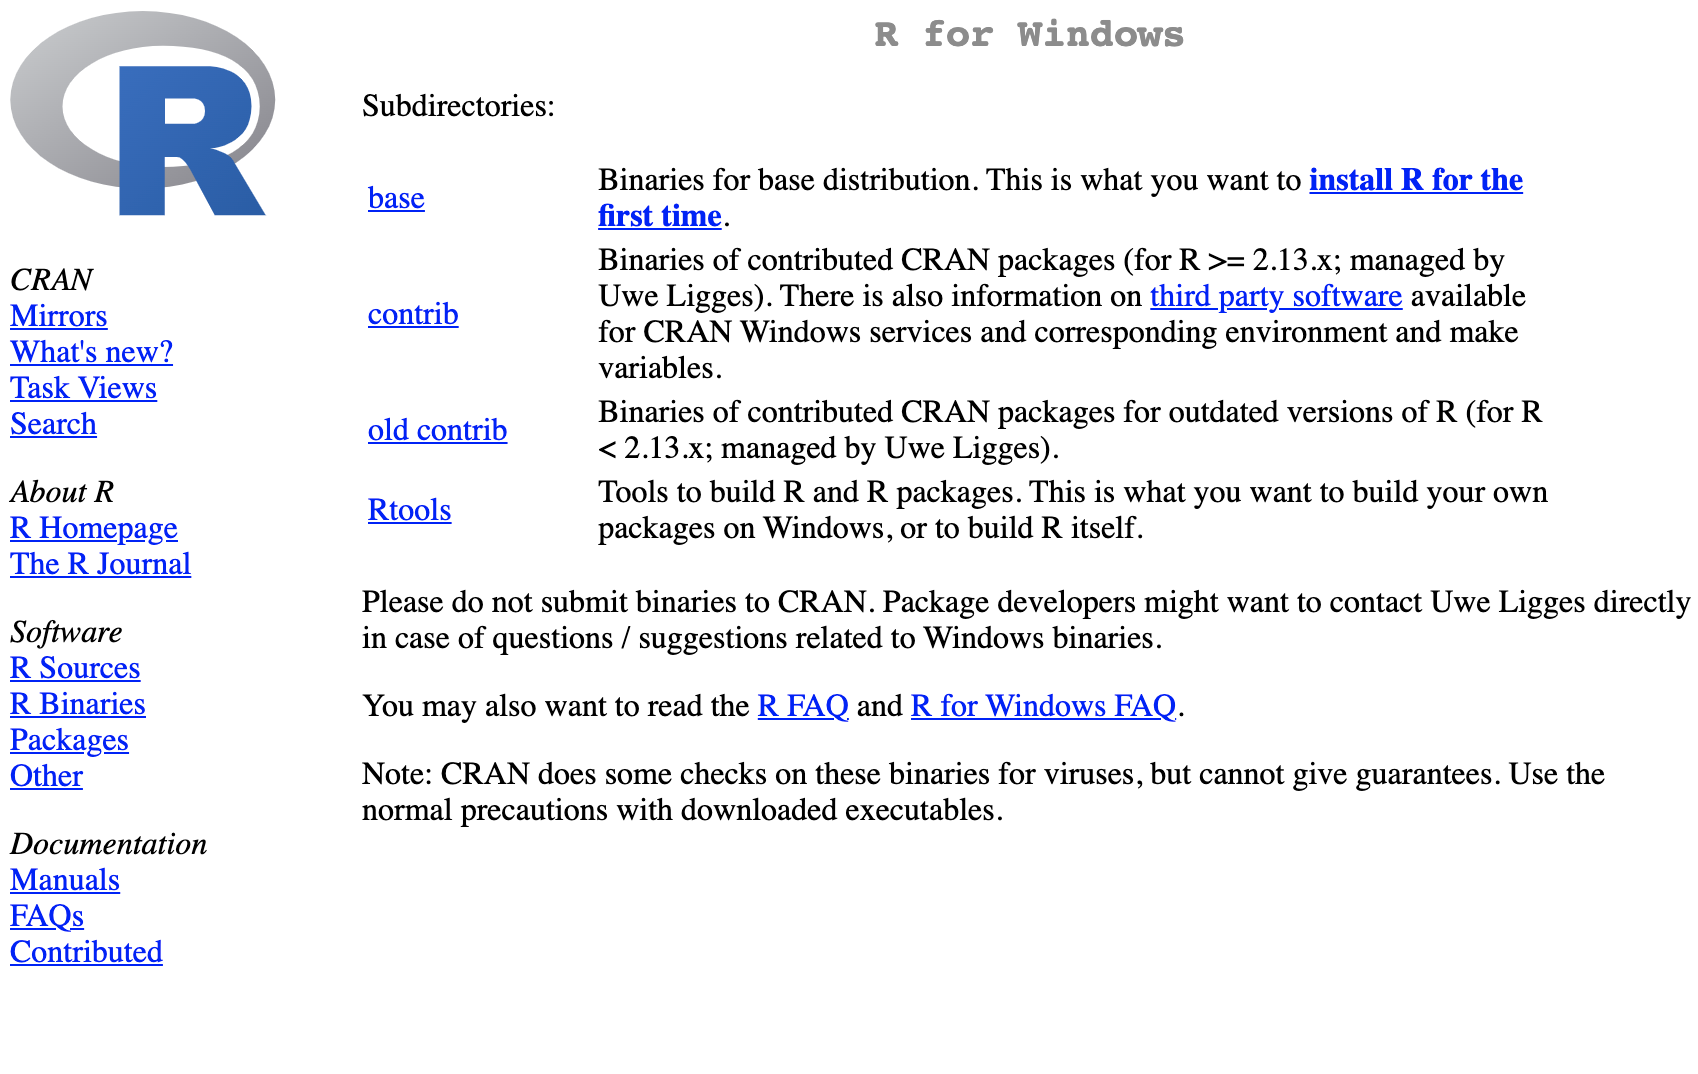 R
R for Windows
CRAN
Mirrors
What's new?
Task Views
Search
About R
R Homepage
The R Journal
Software
R Sources
R Binaries
Packages
Other
Documentation
Manuals
FAQs
Contributed
Subdirectories:
base
Binaries for base distribution. This is what you want to install R for the
first time.
contrib
Binaries of contributed CRAN packages (for R >= 2.13.x; managed by
Uwe Ligges). There is also information on third party software available
for CRAN Windows services and corresponding environment and make
variables.
old contrib
Binaries of contributed CRAN packages for outdated versions of R (for R
< 2.13.x; managed by Uwe Ligges).
Rtools
Tools to build R and R packages. This is what you want to build your own
packages on Windows, or to build R itself.
Please do not submit binaries to CRAN. Package developers might want to contact Uwe Ligges directly
in case of questions / suggestions related to Windows binaries.
You may also want to read the R FAQ and R for Windows FAQ.
Note: CRAN does some checks on these binaries for viruses, but cannot give guarantees. Use the
normal precautions with downloaded executables.